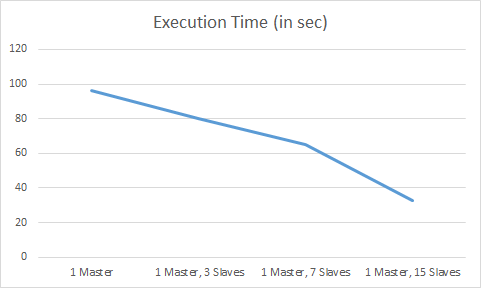 Execution Time (in sec)
120
100
80
60
40
20
0
1 Master
1 Master, 3 Slaves
1 Master, 7 Slaves
1 Master, 15 Slaves